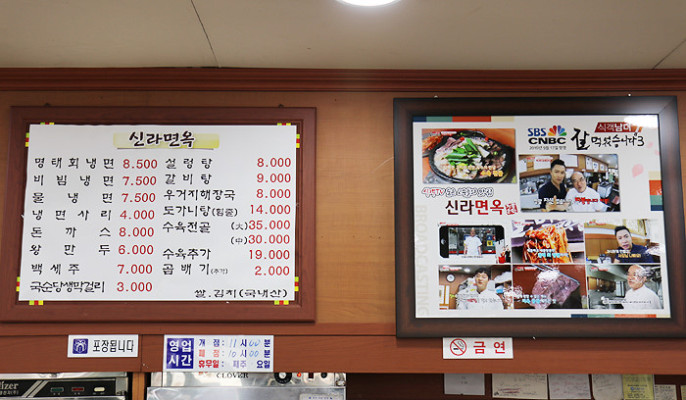 신라면옥
명태회냉면 8.500
비빔냉면 7.500
물냉면 7.500
냉면사리 4.000
돈까스 8.000
왕만두 6.000
백세주 7.000
국순당생막걸리 3.000
설렁탕 8.000
갈비탕 9.000
우거지해장국 8.000
도가니탕(힘줄) 14.000
수육전골 (大)35.000
(中)30.000
수육추가 19.000
곱배기(추가) 2.000
쌀.김치(국내산)
포장됩니다
영업시간
개점:11시00분
폐점:10시00분
휴무일:매주 요일
CLOVER
SBS CNBC
식객남녀
잘 먹었습니다3
신라면옥
BROADCASTING
금연